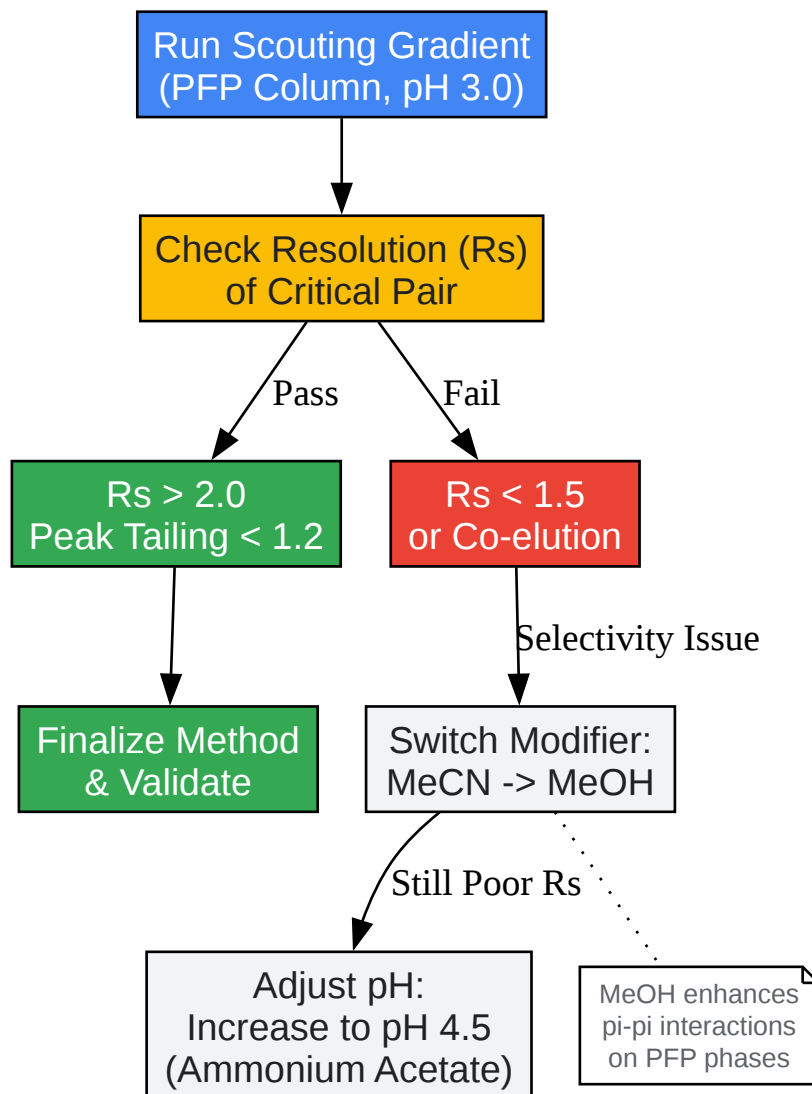 Run Scouting Gradient
(PFP Column, pH 3.0)
Check Resolution (Rs)
of Critical Pair
Pass
Fail
Rs > 2.0
Peak Tailing < 1.2
Rs < 1.5
or Co-elution
Selectivity Issue
Finalize Method
& Validate
Switch Modifier:
MeCN -> MeOH
Still Poor Rs
Adjust pH:
Increase to pH 4.5
(Ammonium Acetate)
MeOH enhances
pi-pi interactions
on PFP phases